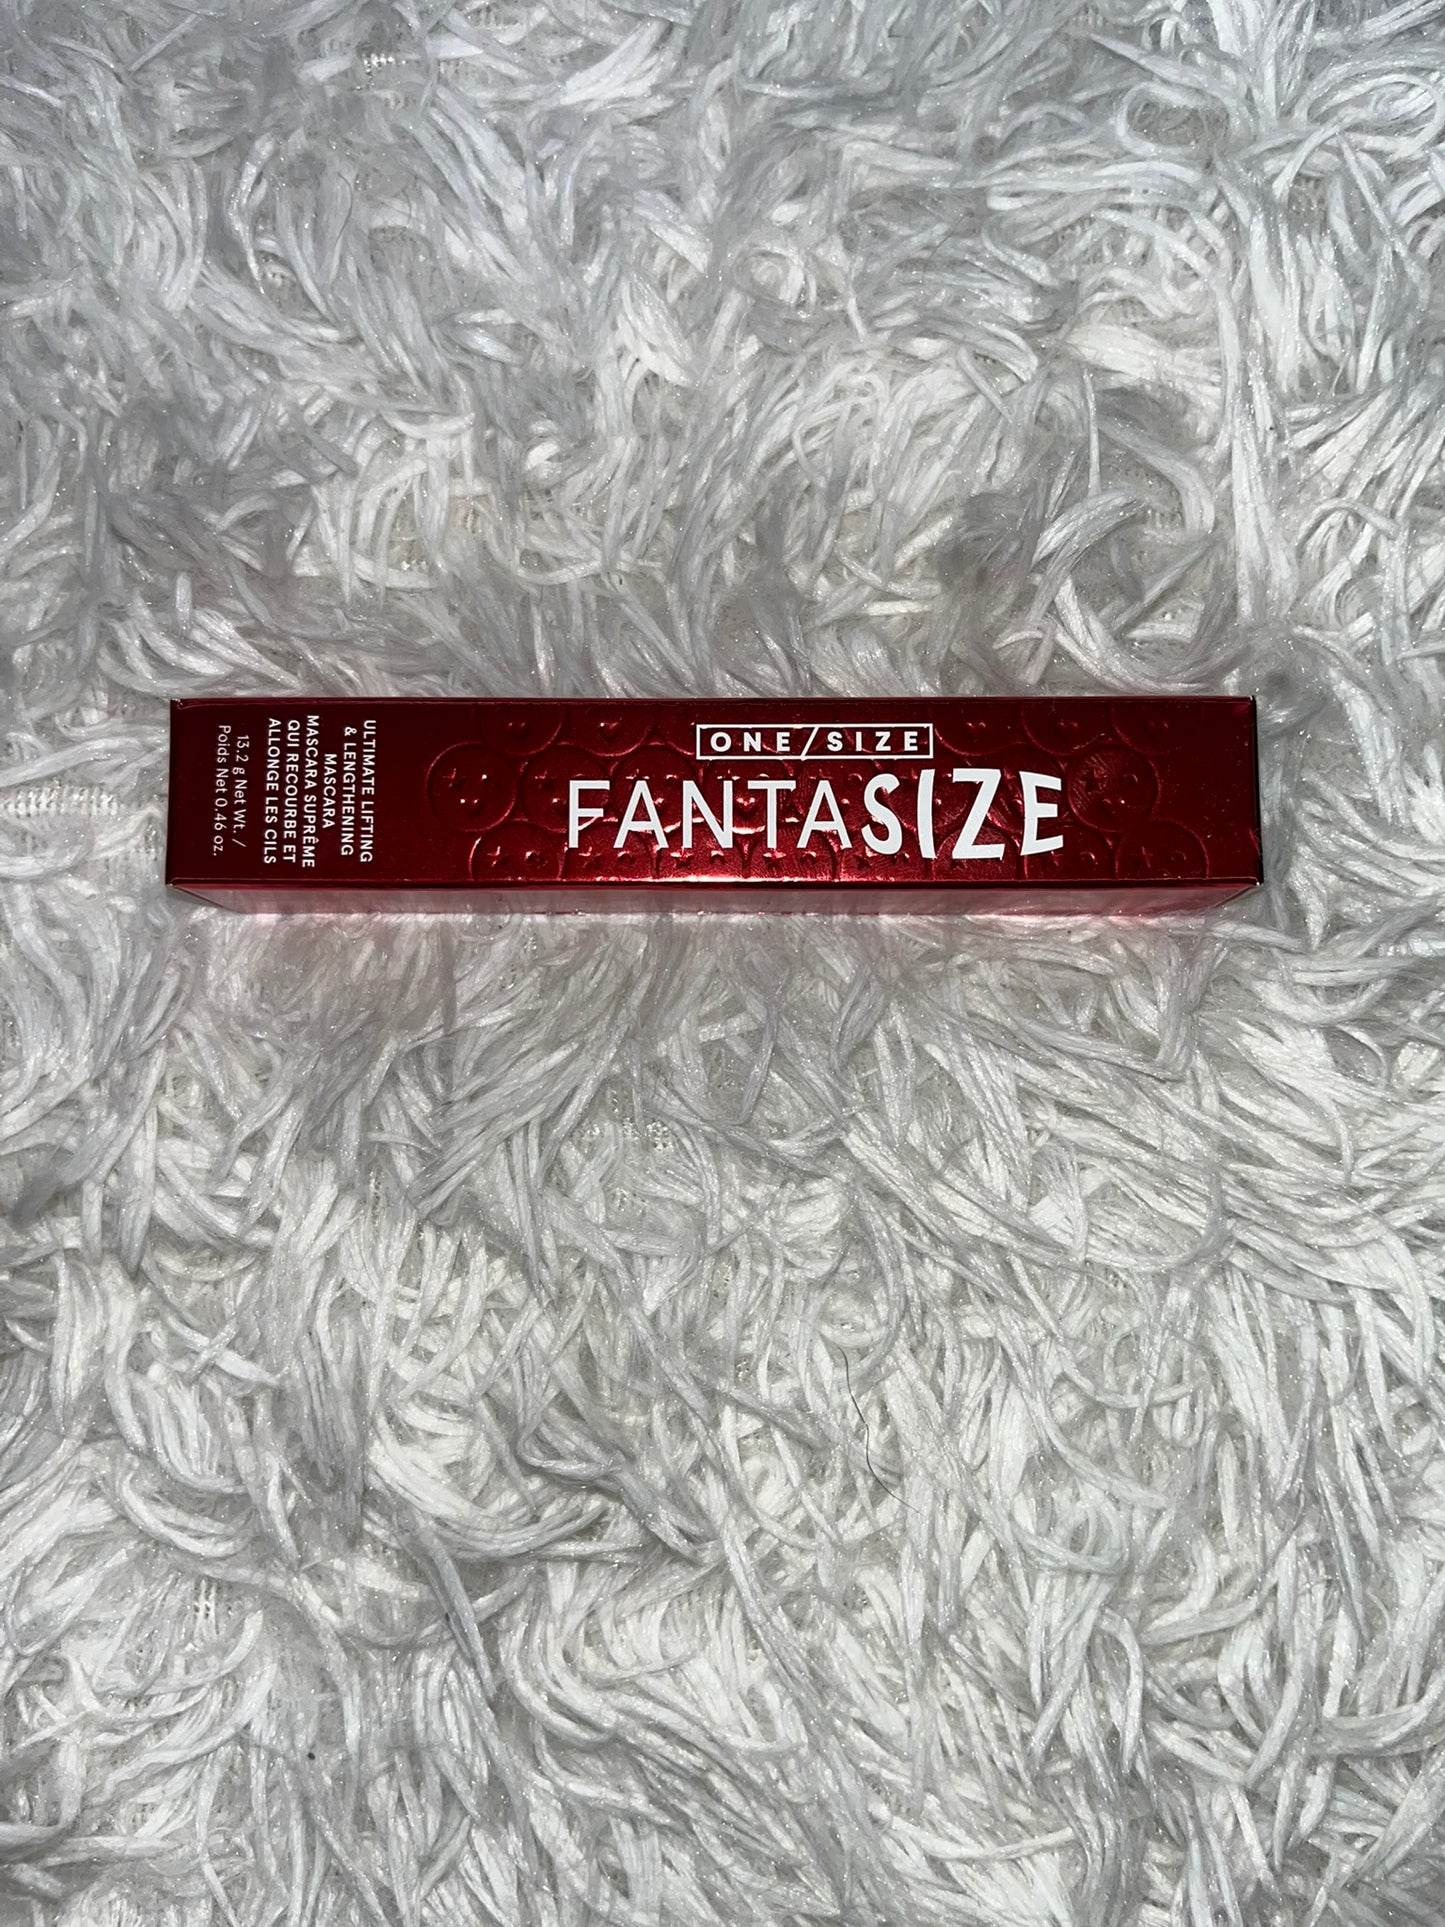 ONE/SIZE
FANTASIZE
ULTIMATE LIFTING
& LENGTHENING
MASCARA
MASCARA SUPRÊME
QUI RECOURBE ET
ALLONGE LES CILS
13.2 g Net Wt. /
Poids Net 0.46 oz.